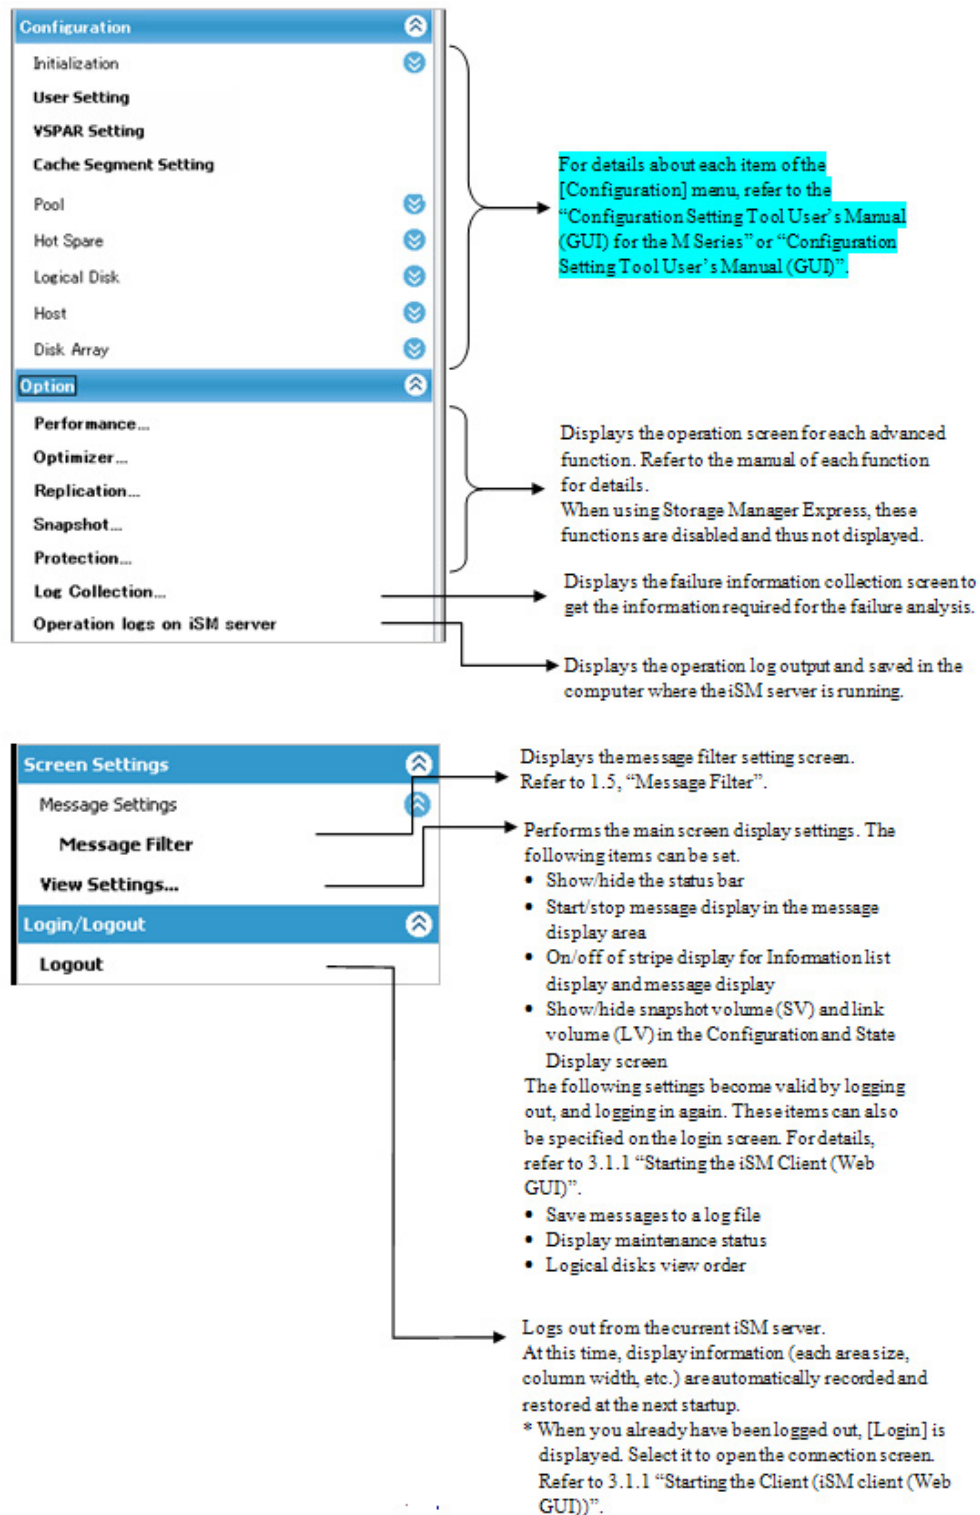 Configuration
Initialization
User Setting
VSPAR Setting
Cache Segment Setting
Pool
Hot Spare
Logical Disk
Host
Disk Array
For details about each item of the
[Configuration] menu, refer to the
“Configuration Setting Tool User’s Manual
(GUI) for the M Series” or “Configuration
Setting Tool User’s Manual (GUI)”.
Option
Performance...
Optimizer...
Replication...
Snapshot...
Protection...
Log Collection...
Operation logs on iSM server
Displays the operation screen for each advanced
function. Refer to the manual of each function
for details.
When using Storage Manager Express, these
functions are disabled and thus not displayed.
Displays the failure information collection screen to
get the information required for the failure analysis.
Displays the operation log output and saved in the
computer where the iSM server is running.
Screen Settings
Message Settings
Message Filter
View Settings...
Login/Logout
Logout
Displays the message filter setting screen.
Refer to 1.5, “Message Filter”.
Performs the main screen display settings. The
following items can be set.
• Show/hide the status bar
• Start/stop message display in the message
display area
• On/off of stripe display for Information list
display and message display
• Show/hide snapshot volume (SV) and link
volume (LV) in the Configuration and State
Display screen
The following settings become valid by logging
out, and logging in again. These items can also
be specified on the login screen. For details,
refer to 3.1.1 “Starting the iSM Client (Web
GUI)”.
• Save messages to a log file
• Display maintenance status
• Logical disks view order
Logs out from the current iSM server.
At this time, display information (each area size,
column width, etc.) are automatically recorded and
restored at the next startup.
* When you already have been logged out, [Login] is
displayed. Select it to open the connection screen.
Refer to 3.1.1 “Starting the Client (iSM client (Web
GUI))”.